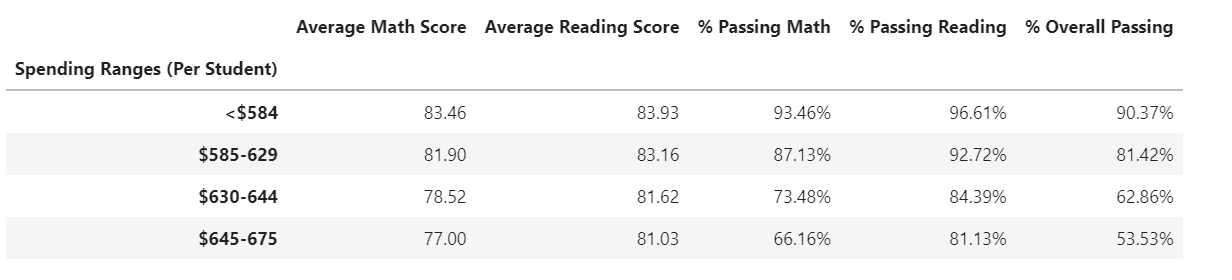 Average Math Score Average Reading Score % Passing Math % Passing Reading % Overall Passing
Spending Ranges (Per Student)
<$584 83.46 83.93 93.46% 96.61% 90.37%
$585-629 81.90 83.16 87.13% 92.72% 81.42%
$630-644 78.52 81.62 73.48% 84.39% 62.86%
$645-675 77.00 81.03 66.16% 81.13% 53.53%